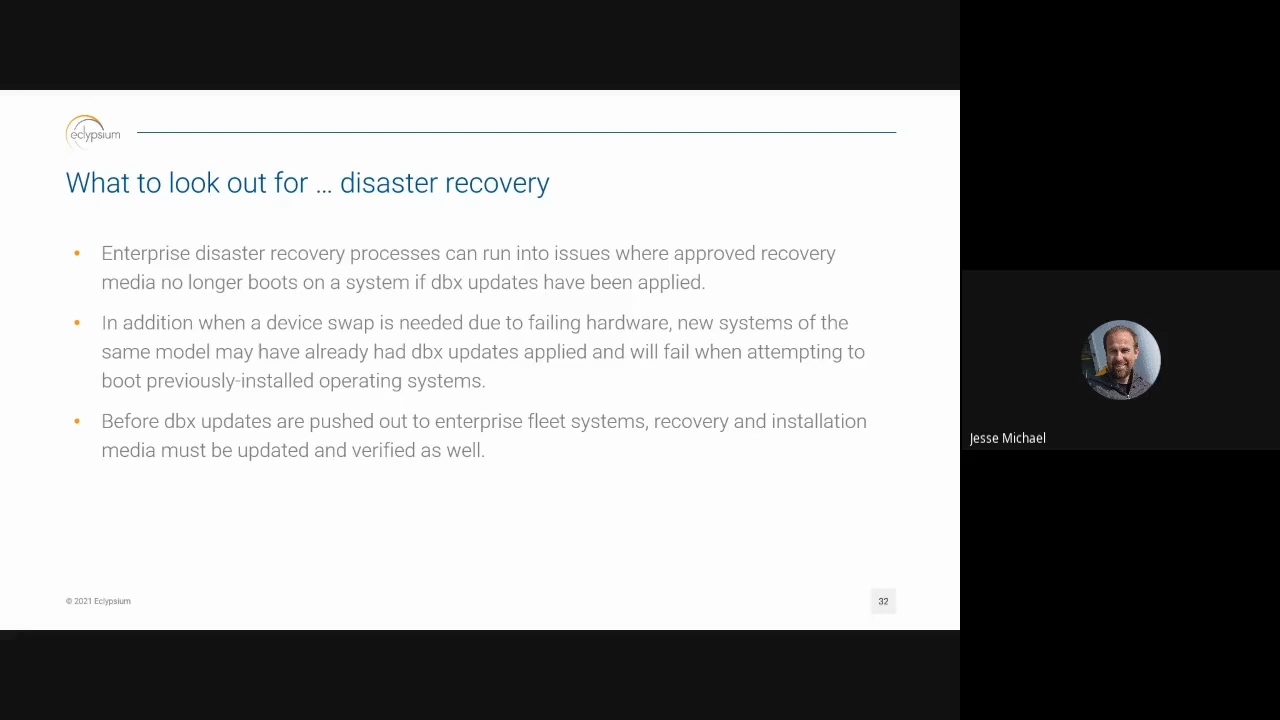 eclypsium
What to look out for … disaster recovery
• Enterprise disaster recovery processes can run into issues where approved recovery
media no longer boots on a system if dbx updates have been applied.
• In addition when a device swap is needed due to failing hardware, new systems of the
same model may have already had dbx updates applied and will fail when attempting to
boot previously-installed operating systems.
• Before dbx updates are pushed out to enterprise fleet systems, recovery and installation
media must be updated and verified as well.
© 2021 Eclypsium
32
Jesse Michael